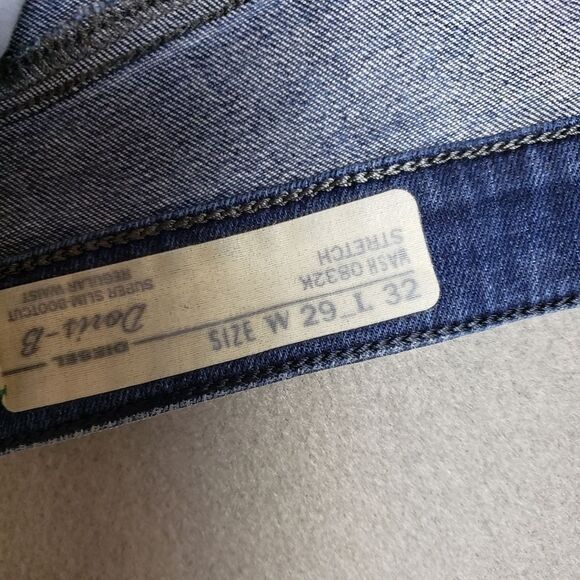 DIESEL
Doris-B
SUPER SLIM-BOOTCUT
REGULAR WAIST
WASH 0832K
STRETCH
SIZE W 29 L 32